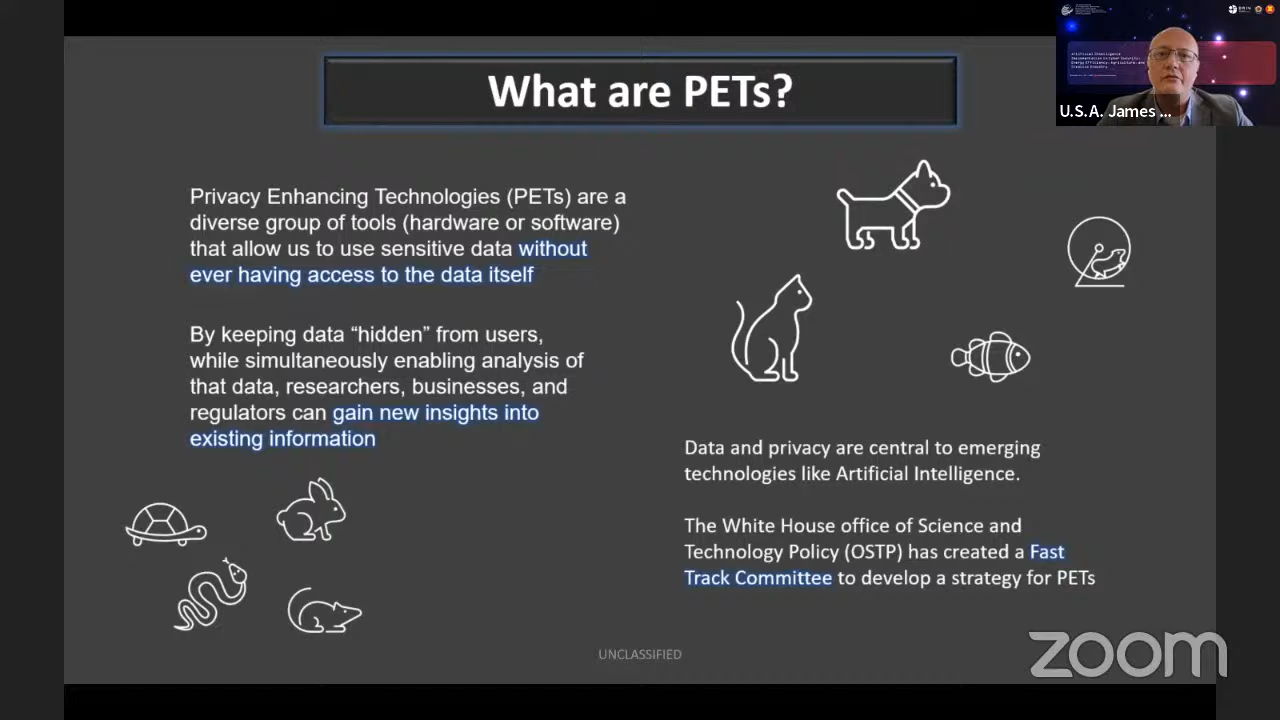 What are PETs?
Privacy Enhancing Technologies (PETs) are a
diverse group of tools (hardware or software)
that allow us to use sensitive data without
ever having access to the data itself
By keeping data “hidden” from users,
while simultaneously enabling analysis of
that data, researchers, businesses, and
regulators can gain new insights into
existing information
Data and privacy are central to emerging
technologies like Artificial Intelligence.
The White House office of Science and
Technology Policy (OSTP) has created a Fast
Track Committee to develop a strategy for PETs
UNCLASSIFIED
zoom
Artificial Intelligence
U.S.A. James ...